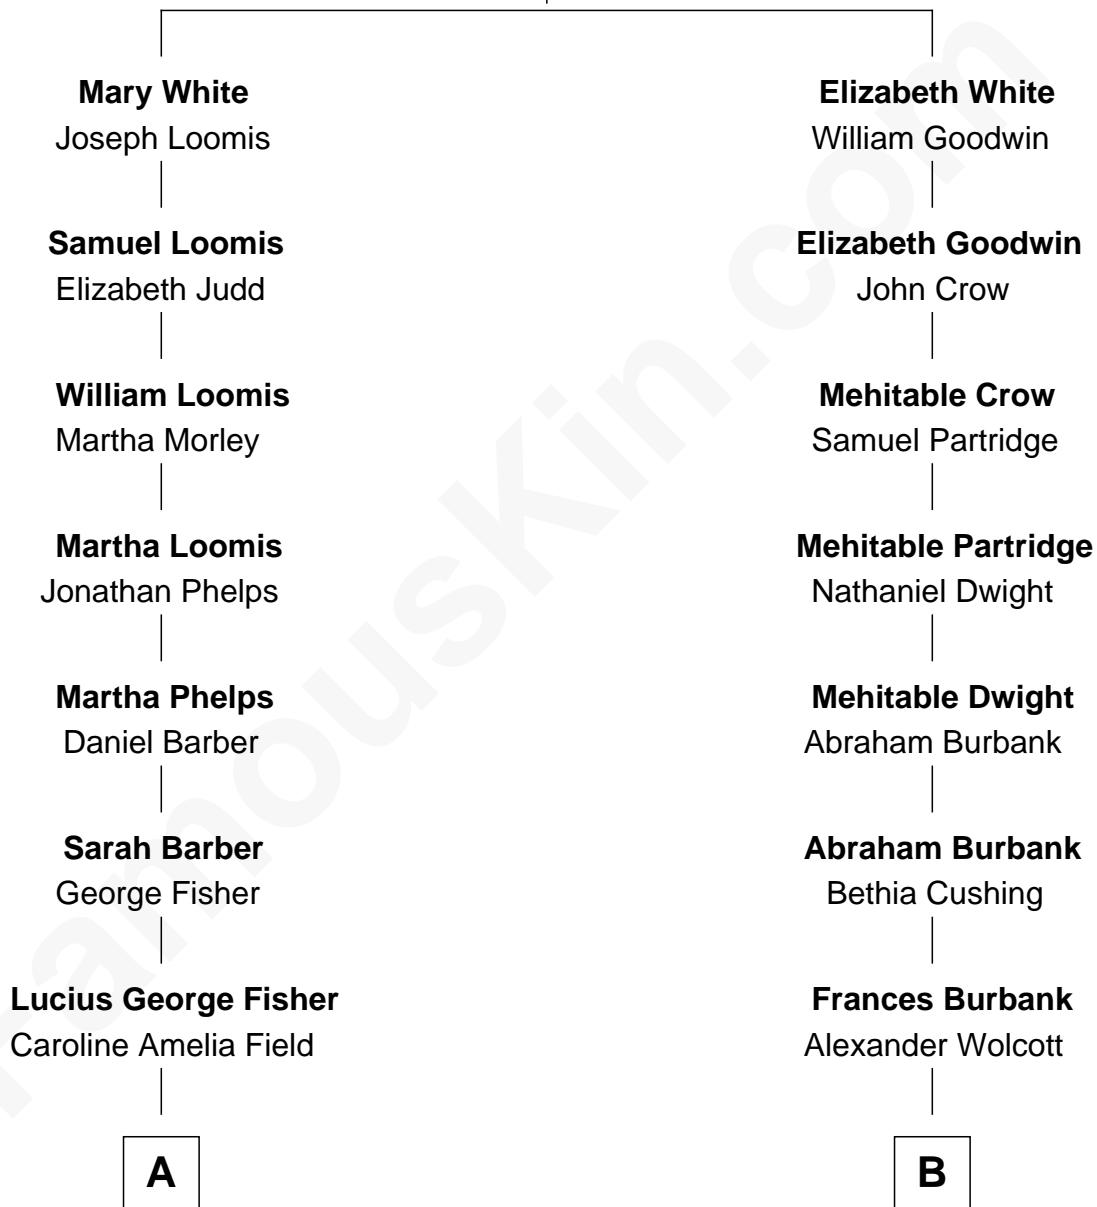 Mary White
Joseph Loomis
Samuel Loomis
Elizabeth Judd
William Loomis
Martha Morley
Martha Loomis
Jonathan Phelps
Martha Phelps
Daniel Barber
Sarah Barber
George Fisher
Lucius George Fisher
Caroline Amelia Field
A
Elizabeth White
William Goodwin
Elizabeth Goodwin
John Crow
Mehitable Crow
Samuel Partridge
Mehitable Partridge
Nathaniel Dwight
Mehitable Dwight
Abraham Burbank
Abraham Burbank
Bethia Cushing
Frances Burbank
Alexander Wolcott
B
FamousKin.com